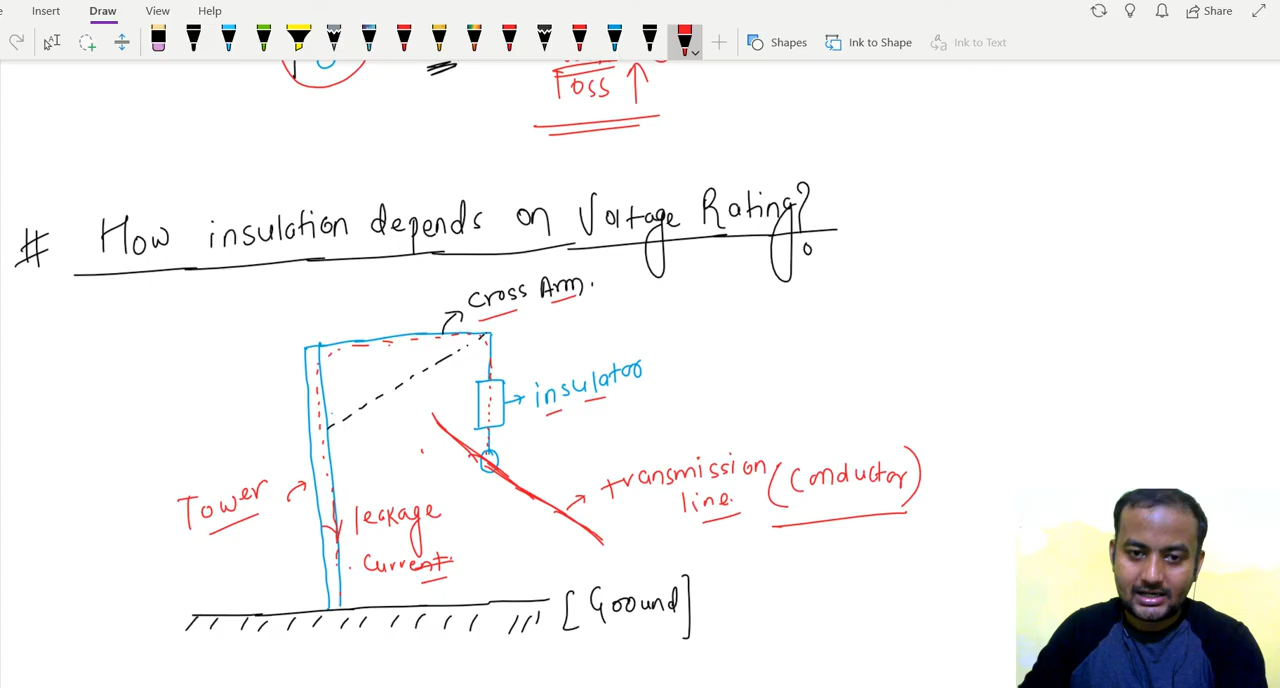 Insert Draw View Help
Share
Shapes Ink to Shape Ink to Text
loss ↑
# How insulation depends on Voltage Rating?
Cross Arm.
insulator
transmission line. (Conductor)
Tower
leakage
Current
[Ground]